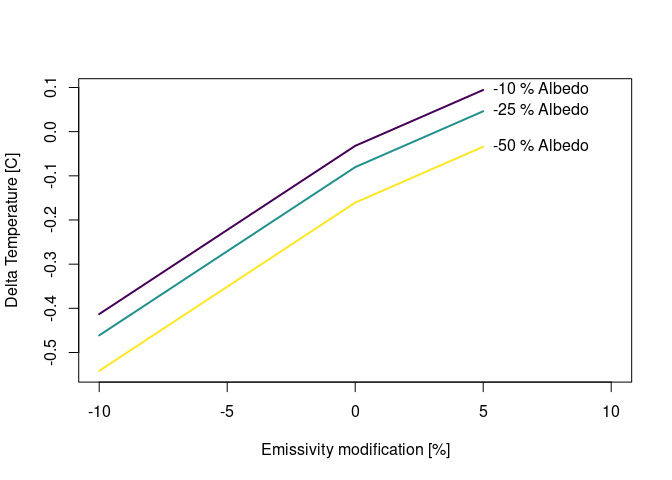 0.1
0.0
-0.1
-0.2
-0.3
-0.4
-0.5
Delta Temperature [C]
-10 % Albedo
-25 % Albedo
-50 % Albedo
-10 -5 0 5 10
Emissivity modification [%]